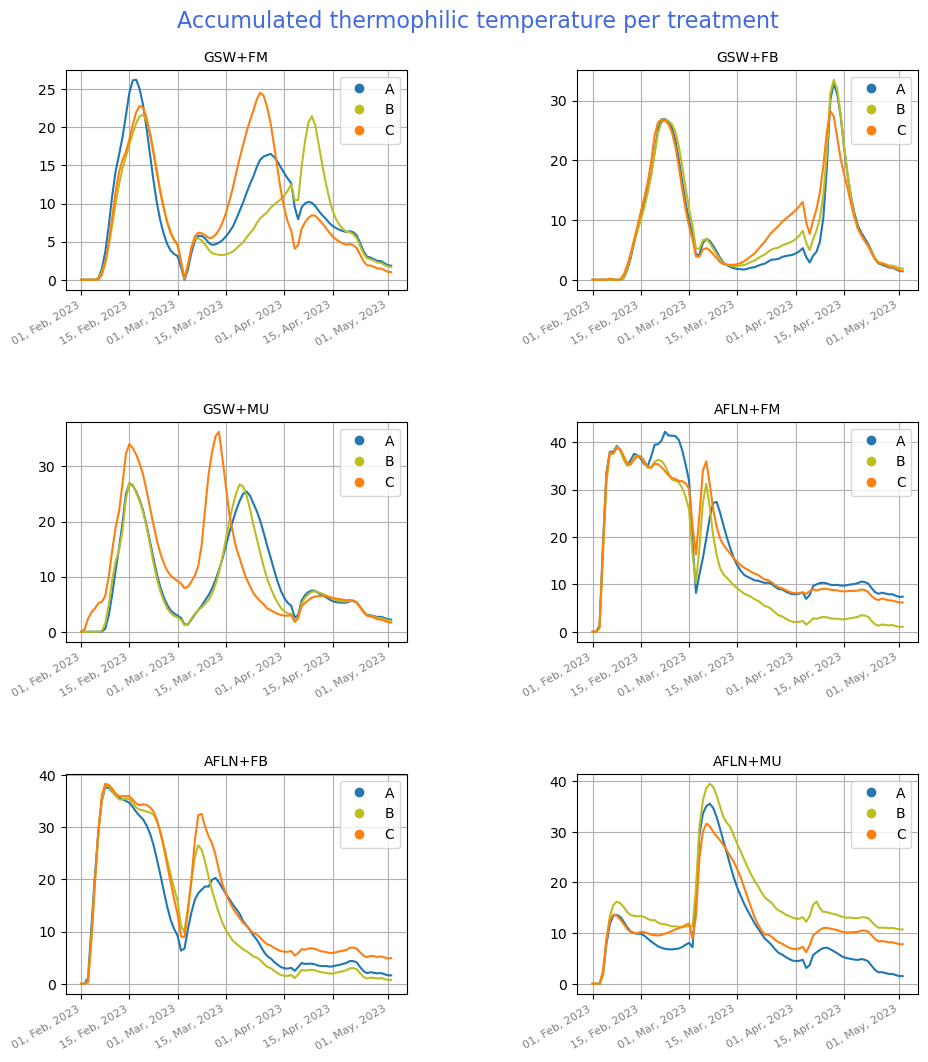 Accumulated thermophilic temperature per treatment
GSW+FM
25
20
15
10
5
0
A
B
C
01, Feb, 2023
15, Feb, 2023
01, Mar, 2023
15, Mar, 2023
01, Apr, 2023
15, Apr, 2023
01, May, 2023
GSW+FB
30
20
10
0
A
B
C
01, Feb, 2023
15, Feb, 2023
01, Mar, 2023
15, Mar, 2023
01, Apr, 2023
15, Apr, 2023
01, May, 2023
GSW+MU
30
20
10
0
A
B
C
01, Feb, 2023
15, Feb, 2023
01, Mar, 2023
15, Mar, 2023
01, Apr, 2023
15, Apr, 2023
01, May, 2023
AFLN+FM
40
30
20
10
0
A
B
C
01, Feb, 2023
15, Feb, 2023
01, Mar, 2023
15, Mar, 2023
01, Apr, 2023
15, Apr, 2023
01, May, 2023
AFLN+FB
40
30
20
10
0
A
B
C
01, Feb, 2023
15, Feb, 2023
01, Mar, 2023
15, Mar, 2023
01, Apr, 2023
15, Apr, 2023
01, May, 2023
AFLN+MU
40
30
20
10
0
A
B
C
01, Feb, 2023
15, Feb, 2023
01, Mar, 2023
15, Mar, 2023
01, Apr, 2023
15, Apr, 2023
01, May, 2023